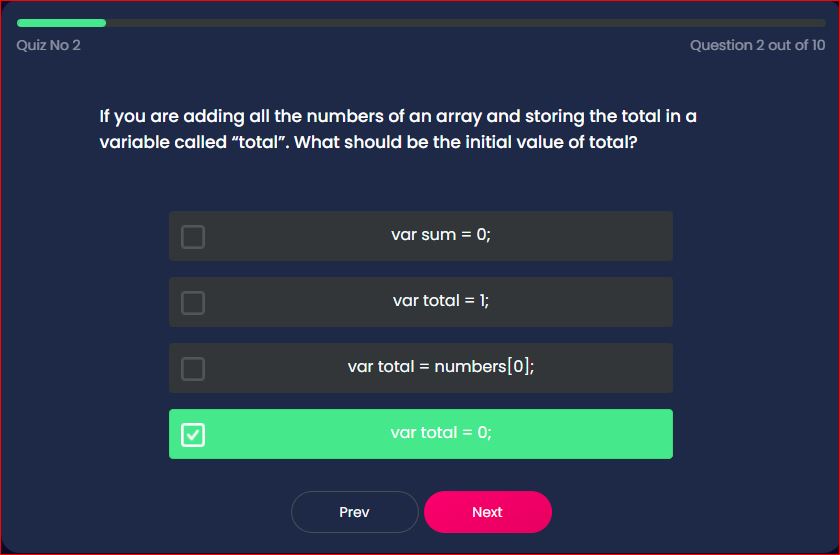 Quiz No 2
Question 2 out of 10
If you are adding all the numbers of an array and storing the total in a
variable called “total”. What should be the initial value of total?
var sum = 0;
var total = 1;
var total = numbers[0];
var total = 0;
Prev
Next